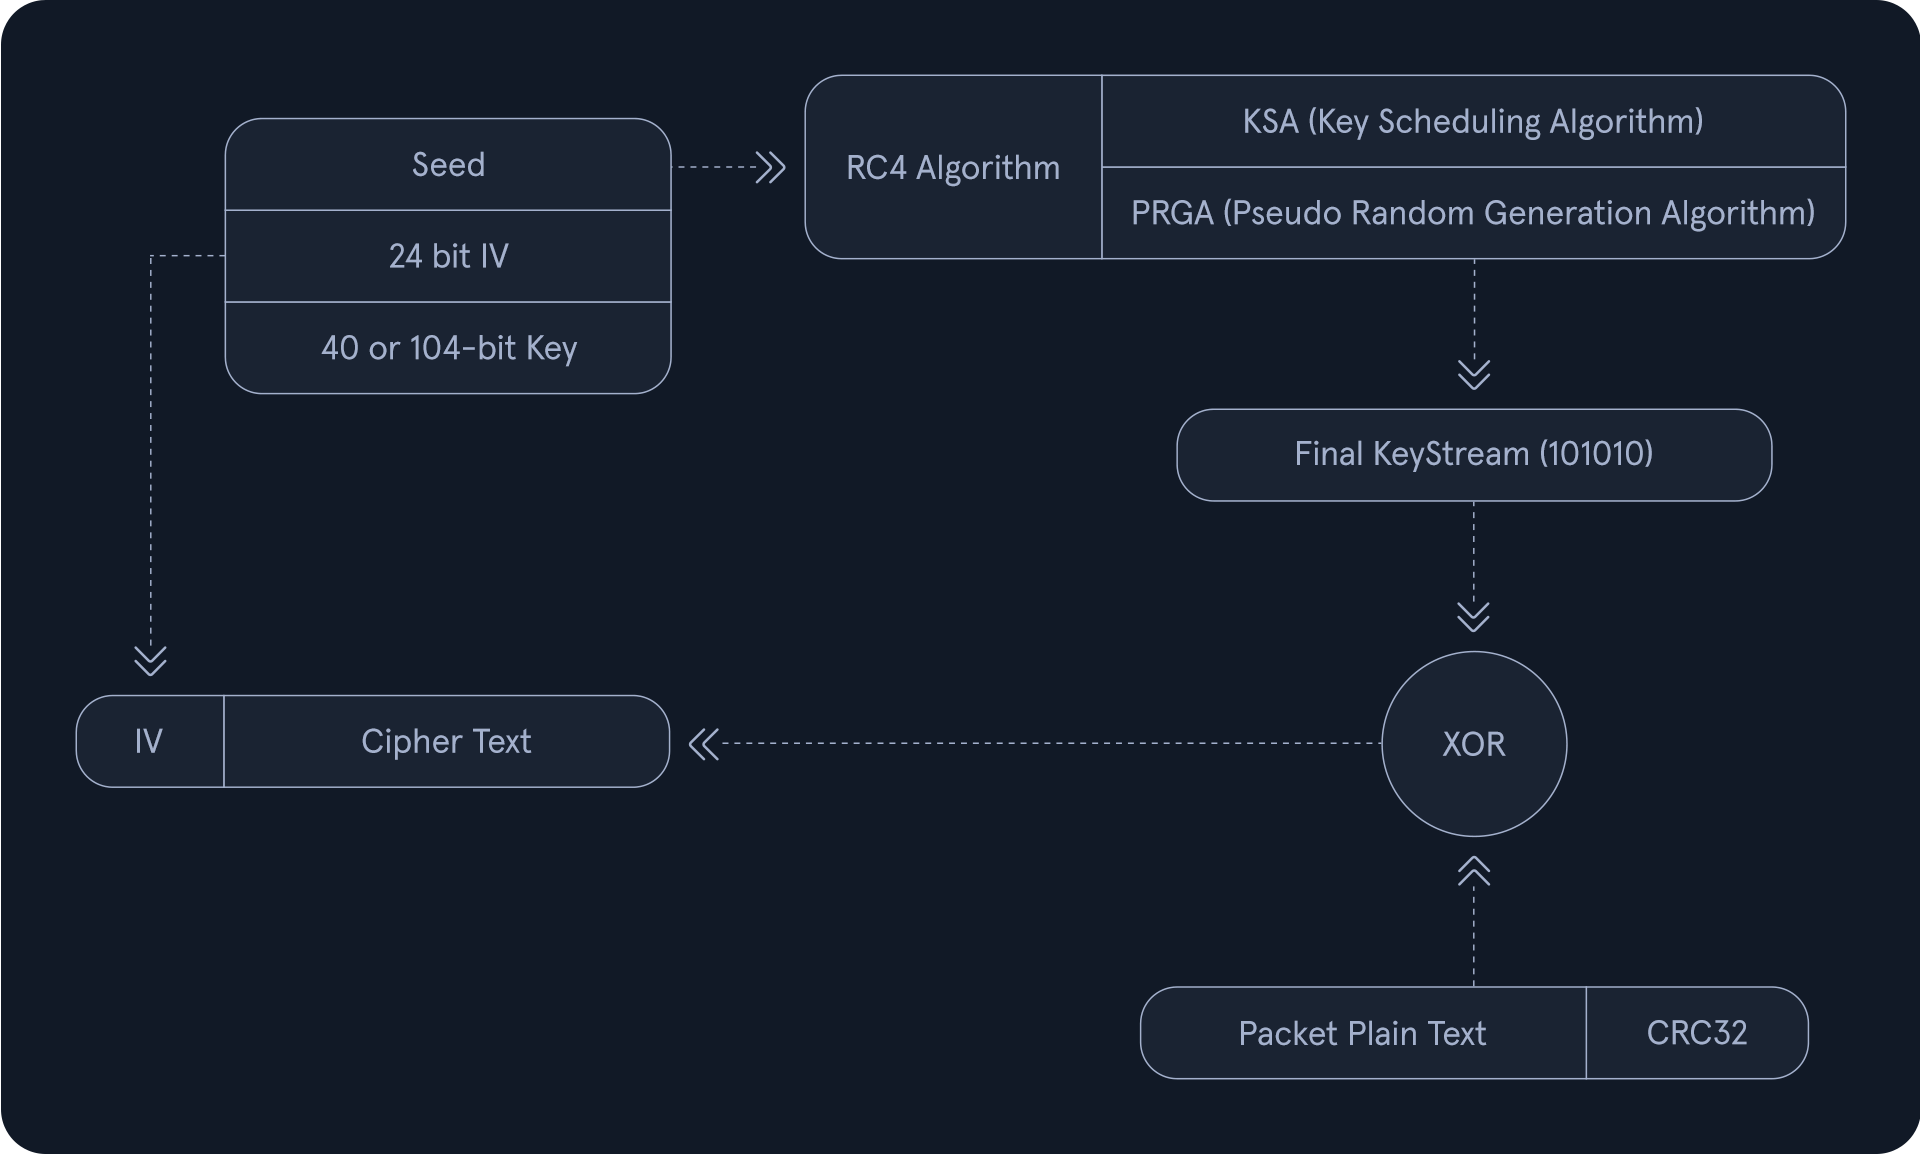 Seed
24 bit IV
40 or 104-bit Key
RC4 Algorithm
KSA (Key Scheduling Algorithm)
PRGA (Pseudo Random Generation Algorithm)
Final KeyStream (101010)
XOR
IV
Cipher Text
Packet Plain Text
CRC32